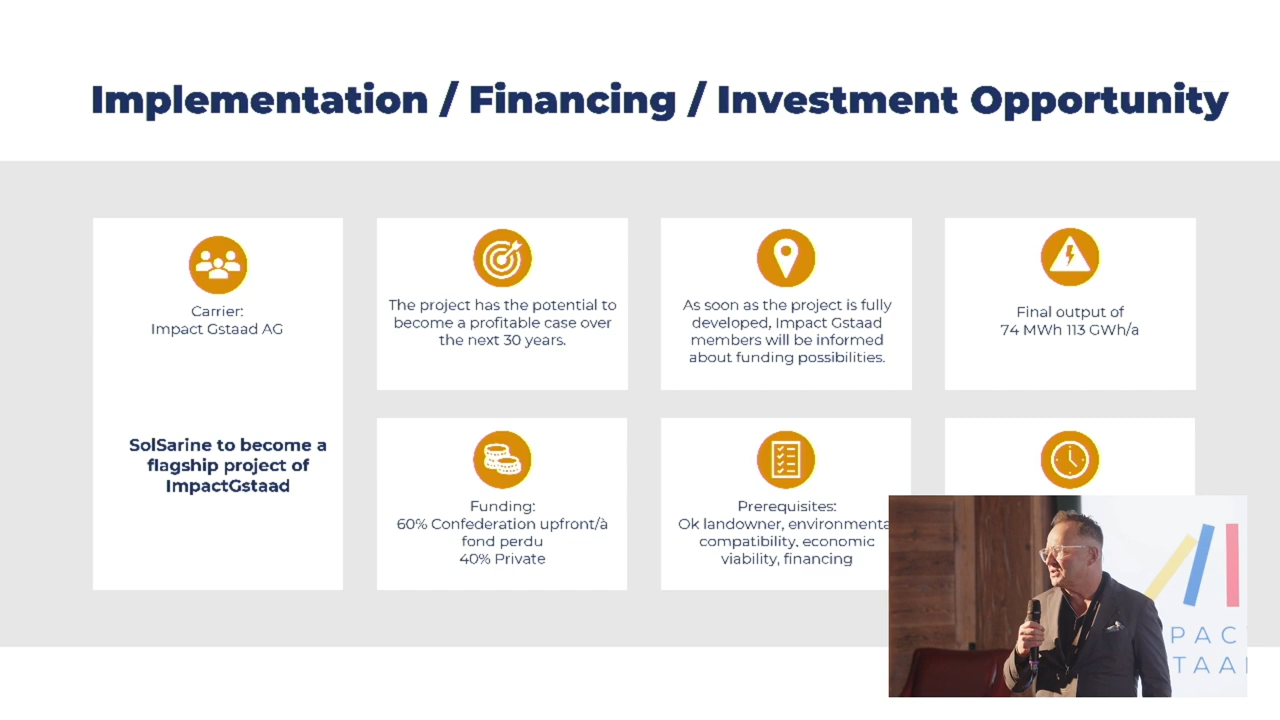 Implementation / Financing / Investment Opportunity
Carrier:
Impact Gstaad AG
SolSarine to become a
flagship project of
ImpactGstaad
The project has the potential to
become a profitable case over
the next 30 years.
As soon as the project is fully
developed, Impact Gstaad
members will be informed
about funding possibilities.
Final output of
74 MWh 113 GWh/a
Funding:
60% Confederation upfront/à
fond perdu
40% Private
Prerequisites:
Ok landowner, environmenta
compatibility, economic
viability, financing
PAC
TAA